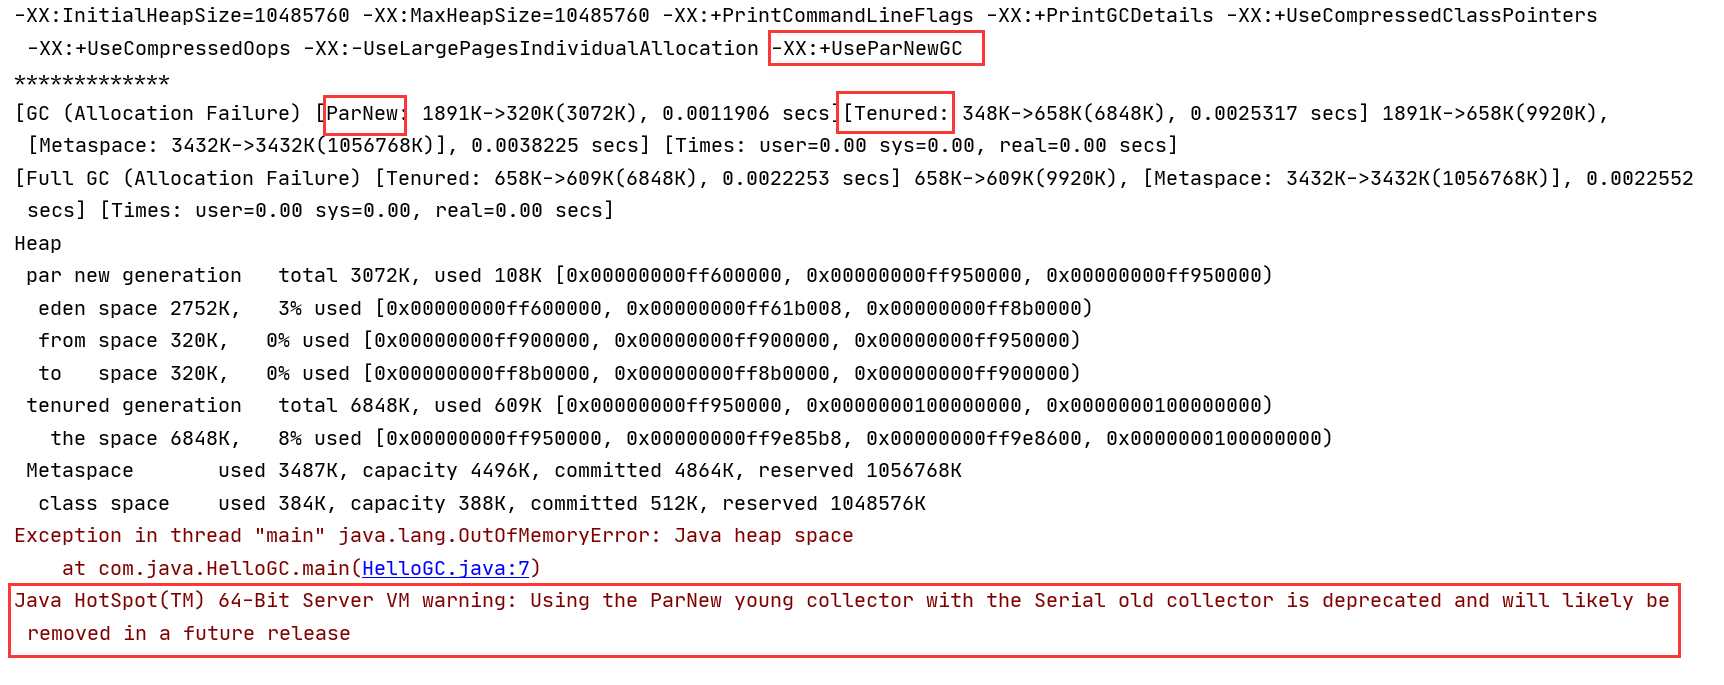 -XX:InitialHeapSize=10485760 -XX:MaxHeapSize=10485760 -XX:+PrintCommandLineFlags -XX:+PrintGCDetails -XX:+UseCompressedClassPointers
-XX:+UseCompressedOops -XX:-UseLargePagesIndividualAllocation -XX:+UseParNewGC
*************
[GC (Allocation Failure) [ParNew: 1891K->320K(3072K), 0.0011906 secs][Tenured: 348K->658K(6848K), 0.0025317 secs] 1891K->658K(9920K),
[Metaspace: 3432K->3432K(1056768K)], 0.0038225 secs] [Times: user=0.00 sys=0.00, real=0.00 secs]
[Full GC (Allocation Failure) [Tenured: 658K->609K(6848K), 0.0022253 secs] 658K->609K(9920K), [Metaspace: 3432K->3432K(1056768K)], 0.0022552
secs] [Times: user=0.00 sys=0.00, real=0.00 secs]
Heap
par new generation   total 3072K, used 108K [0x00000000ff600000, 0x00000000ff950000, 0x00000000ff950000)
eden space 2752K,   3% used [0x00000000ff600000, 0x00000000ff61b008, 0x00000000ff8b0000)
from space 320K,   0% used [0x00000000ff900000, 0x00000000ff900000, 0x00000000ff950000)
to   space 320K,   0% used [0x00000000ff8b0000, 0x00000000ff8b0000, 0x00000000ff900000)
tenured generation   total 6848K, used 609K [0x00000000ff950000, 0x0000000100000000, 0x0000000100000000)
the space 6848K,   8% used [0x00000000ff950000, 0x00000000ff9e85b8, 0x00000000ff9e8600, 0x0000000100000000)
Metaspace       used 3487K, capacity 4496K, committed 4864K, reserved 1056768K
class space    used 384K, capacity 388K, committed 512K, reserved 1048576K
Exception in thread "main" java.lang.OutOfMemoryError: Java heap space
at com.java.HelloGC.main(HelloGC.java:7)
Java HotSpot(TM) 64-Bit Server VM warning: Using the ParNew young collector with the Serial old collector is deprecated and will likely be
removed in a future release